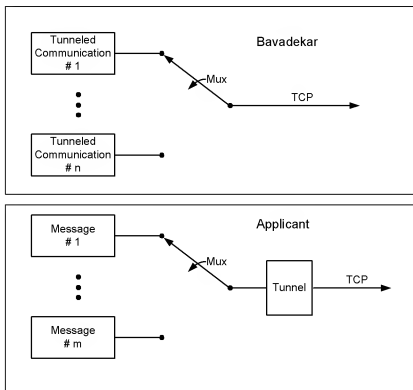 Bavadekar
Tunneled
Communication
# 1
Mux
TCP
Tunneled
Communication
# n
Applicant
Message
# 1
Mux
Tunnel
TCP
Message
# m